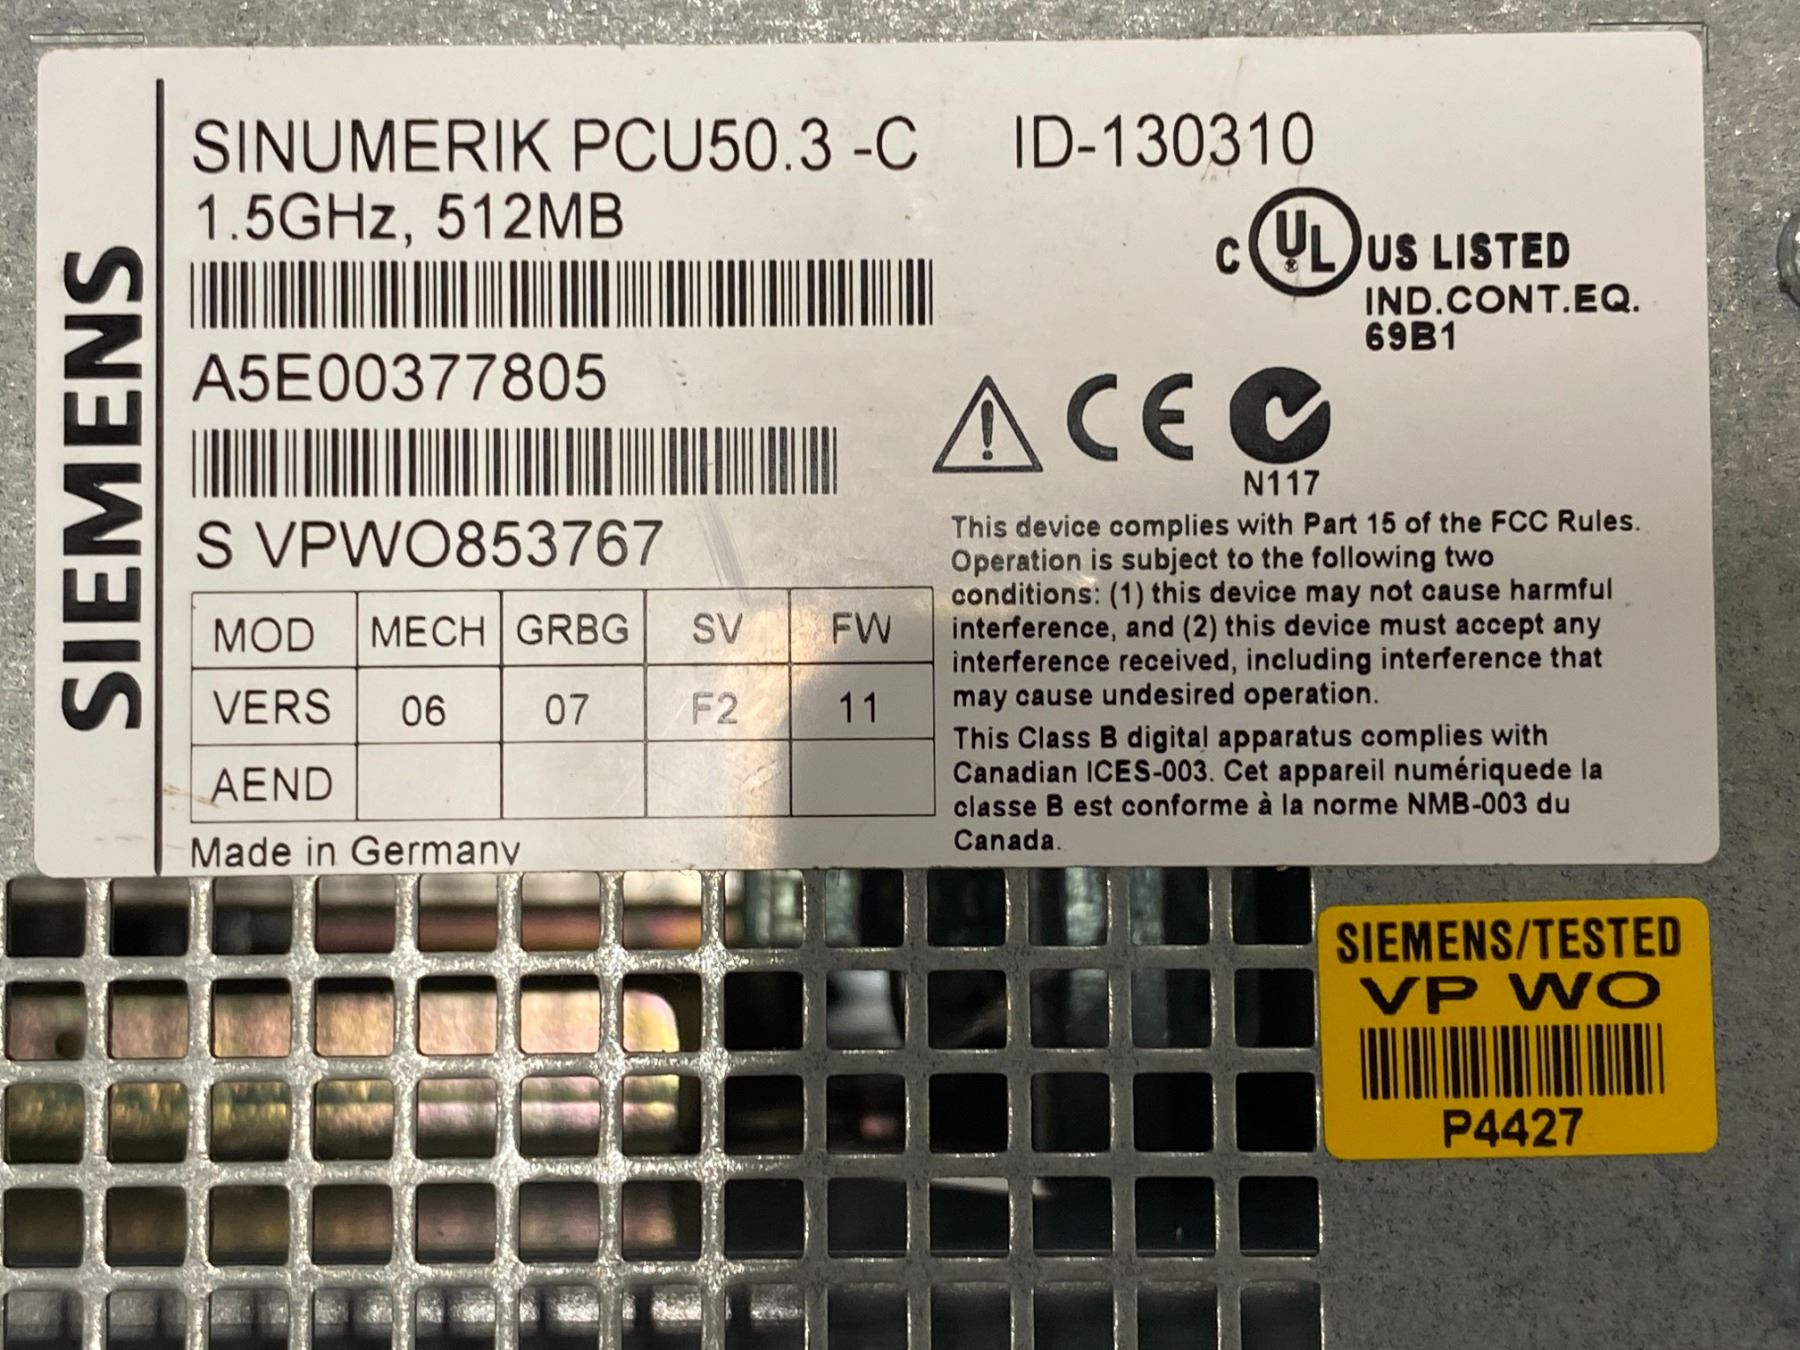 SIEMENS
SINUMERIK PCU50.3 -C ID-130310
1.5GHz, 512MB
A5E00377805
S VPWO853767
MOD MECH GRBG SV FW
VERS 06 07 F2 11
AEND
Made in Germany
C UL® US LISTED
IND.CONT.EQ.
69B1
CE
N117
This device complies with Part 15 of the FCC Rules.
Operation is subject to the following two
conditions: (1) this device may not cause harmful
interference, and (2) this device must accept any
interference received, including interference that
may cause undesired operation.
This Class B digital apparatus complies with
Canadian ICES-003. Cet appareil numériquede la
classe B est conforme à la norme NMB-003 du
Canada.
SIEMENS/TESTED
VP WO
P4427